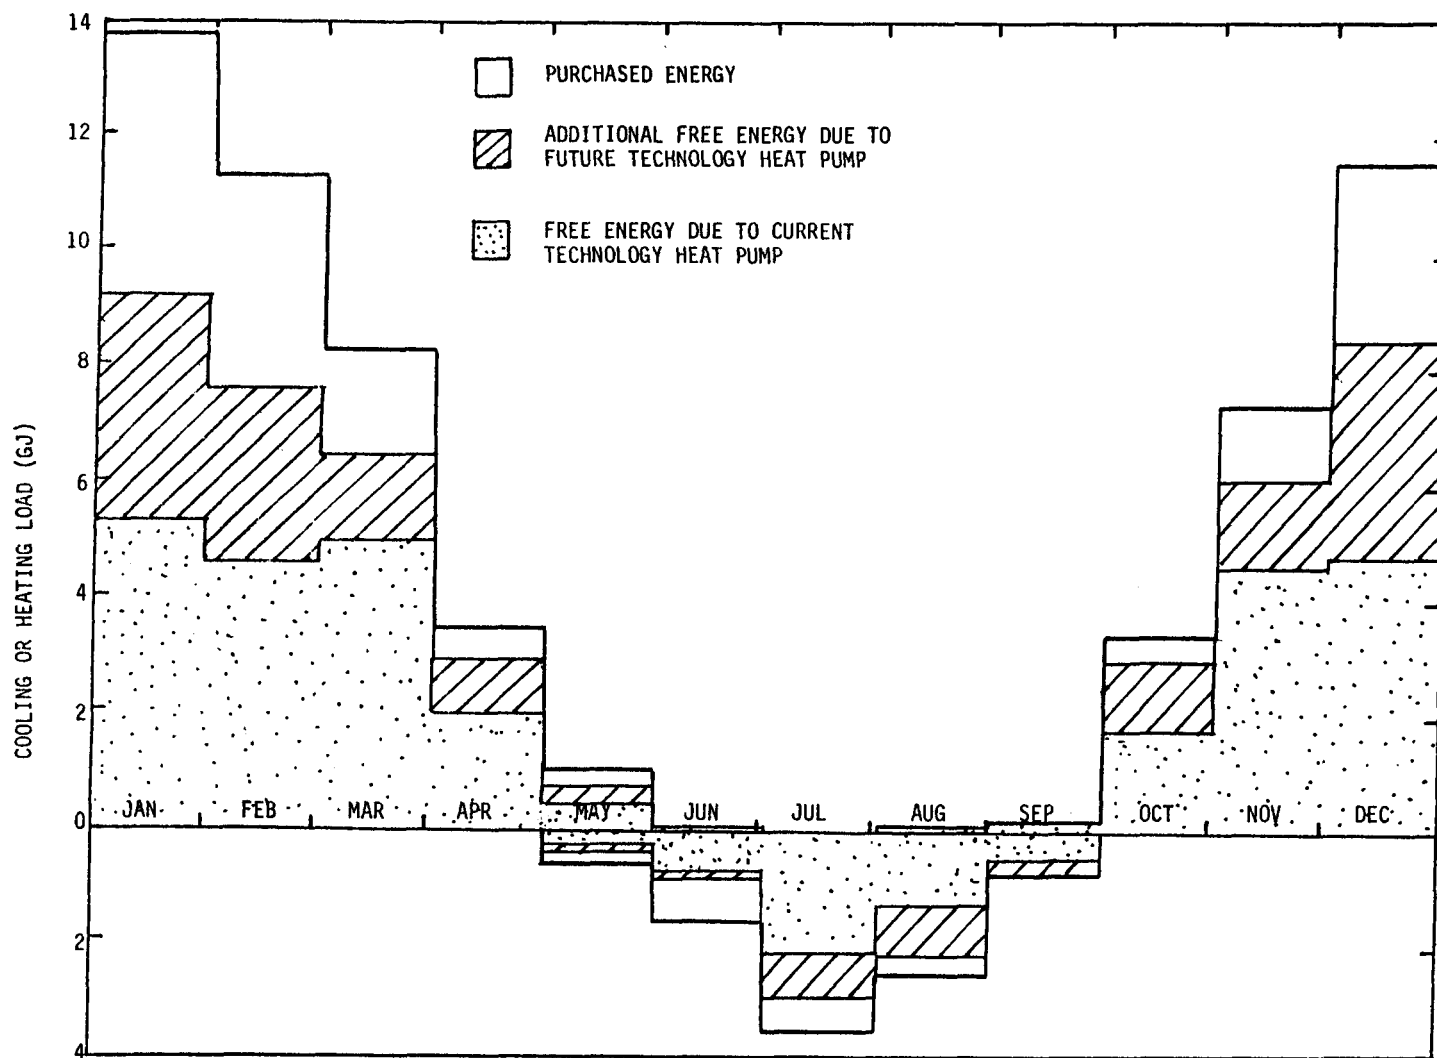 14
12
10
8
6
4
2
0
2
4
COOLING OR HEATING LOAD (GJ)
PURCHASED ENERGY
ADDITIONAL FREE ENERGY DUE TO
FUTURE TECHNOLOGY HEAT PUMP
FREE ENERGY DUE TO CURRENT
TECHNOLOGY HEAT PUMP
JAN FEB MAR APR MAY JUN JUL AUG SEP OCT NOV DEC